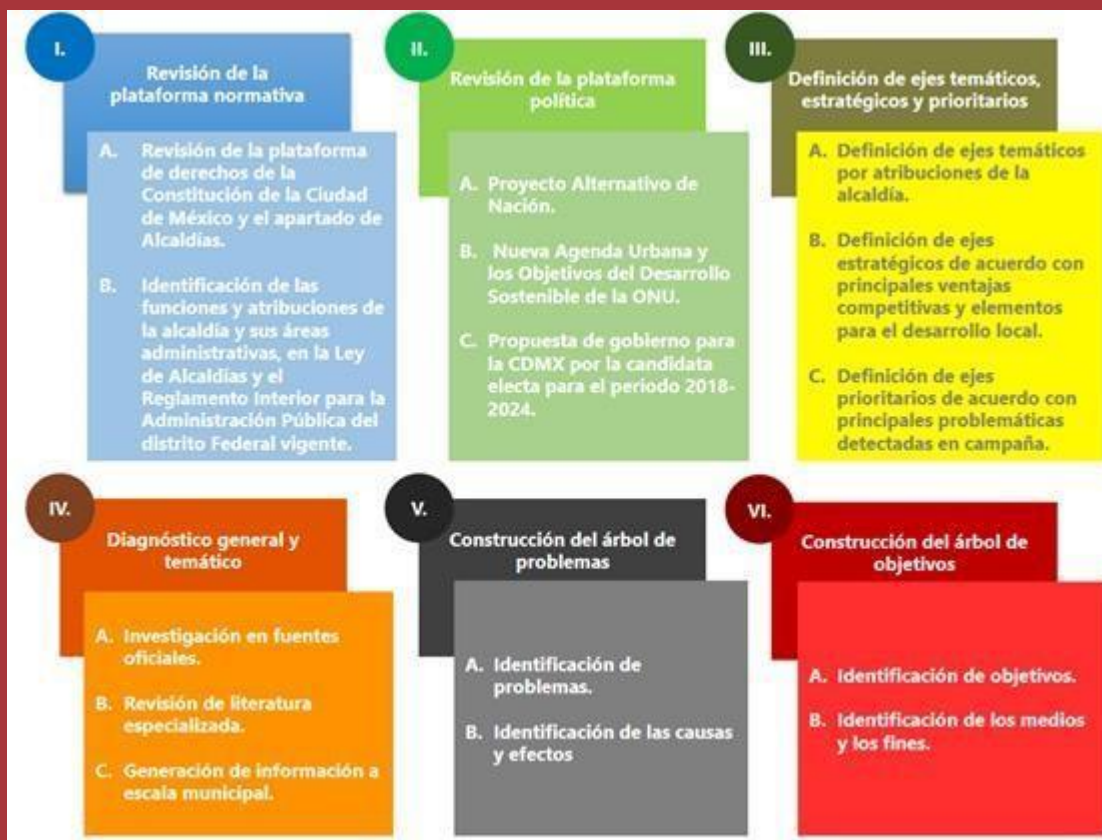 I.
Revisión de la
plataforma normativa
A. Revisión de la plataforma
de derechos de la
Constitución de la Ciudad
de México y el apartado de
Alcaldías.
B. Identificación de las
funciones y atribuciones de
la alcaldía y sus áreas
administrativas, en la Ley
de Alcaldías y el
Reglamento Interior para la
Administración Pública del
distrito Federal vigente.
II.
Revisión de la plataforma
política
A. Proyecto Alternativo de
Nación.
B. Nueva Agenda Urbana y
los Objetivos del Desarrollo
Sostenible de la ONU.
C. Propuesta de gobierno para
la CDMX por la candidata
electa para el periodo 2018-
2024.
III.
Definición de ejes temáticos,
estratégicos y prioritarios
A. Definición de ejes temáticos
por atribuciones de la
alcaldía.
B. Definición de ejes
estratégicos de acuerdo con
principales ventajas
competitivas y elementos
para el desarrollo local.
C. Definición de ejes
prioritarios de acuerdo con
principales problemáticas
detectadas en campaña.
IV.
Diagnóstico general y
temático
A. Investigación en fuentes
oficiales.
B. Revisión de literatura
especializada.
C. Generación de información a
escala municipal.
V.
Construcción del árbol de
problemas
A. Identificación de
problemas.
B. Identificación de las causas
y efectos
VI.
Construcción del árbol de
objetivos
A. Identificación de objetivos.
B. Identificación de los medios
y los fines.